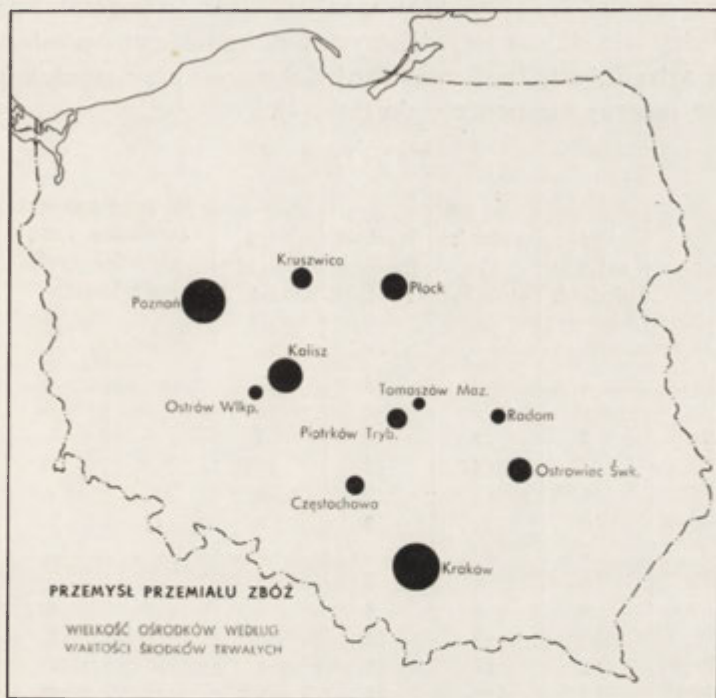 Kruszwica
Płock
Poznań
Kalisz
Tomaszów Maz.
Ostrów Wlkp.
Radom
Piotrków Tryb.
Ostrowiec Śwk.
Częstochowa
Kraków
PRZEMYSŁ PRZEMIAŁU ZBÓŻ
WIELKOŚĆ OŚRODKÓW WEDŁUG
WARTOŚCI ŚRODKÓW TRWAŁYCH